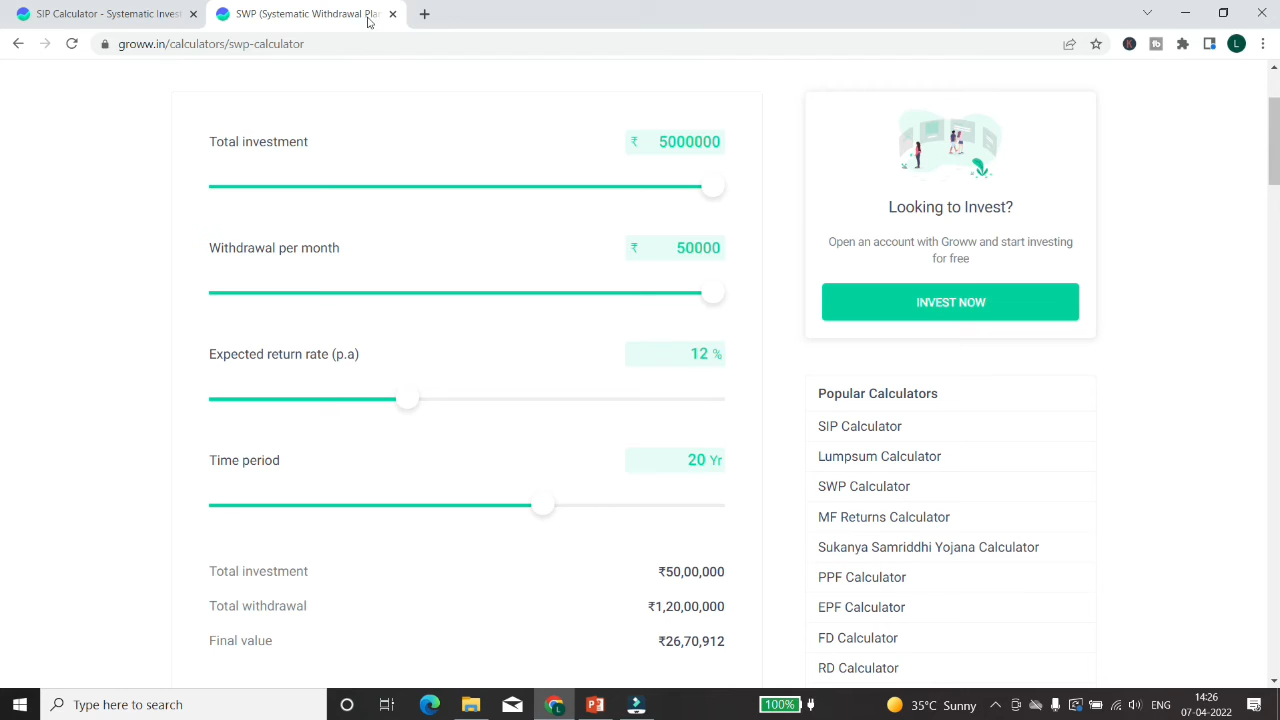 SIP Calculator - Systematic Invest
SWP (Systematic Withdrawal Plan
groww.in/calculators/swp-calculator
L
Total investment
₹ 5000000
Withdrawal per month
₹ 50000
Expected return rate (p.a)
12 %
Time period
20 Yr
Total investment
₹50,00,000
Total withdrawal
₹1,20,00,000
Final value
₹26,70,912
Looking to Invest?
Open an account with Groww and start investing
for free
INVEST NOW
Popular Calculators
SIP Calculator
Lumpsum Calculator
SWP Calculator
MF Returns Calculator
Sukanya Samriddhi Yojana Calculator
PPF Calculator
EPF Calculator
FD Calculator
RD Calculator
Type here to search
100%
35°C Sunny
ENG
14:26
07-04-2022